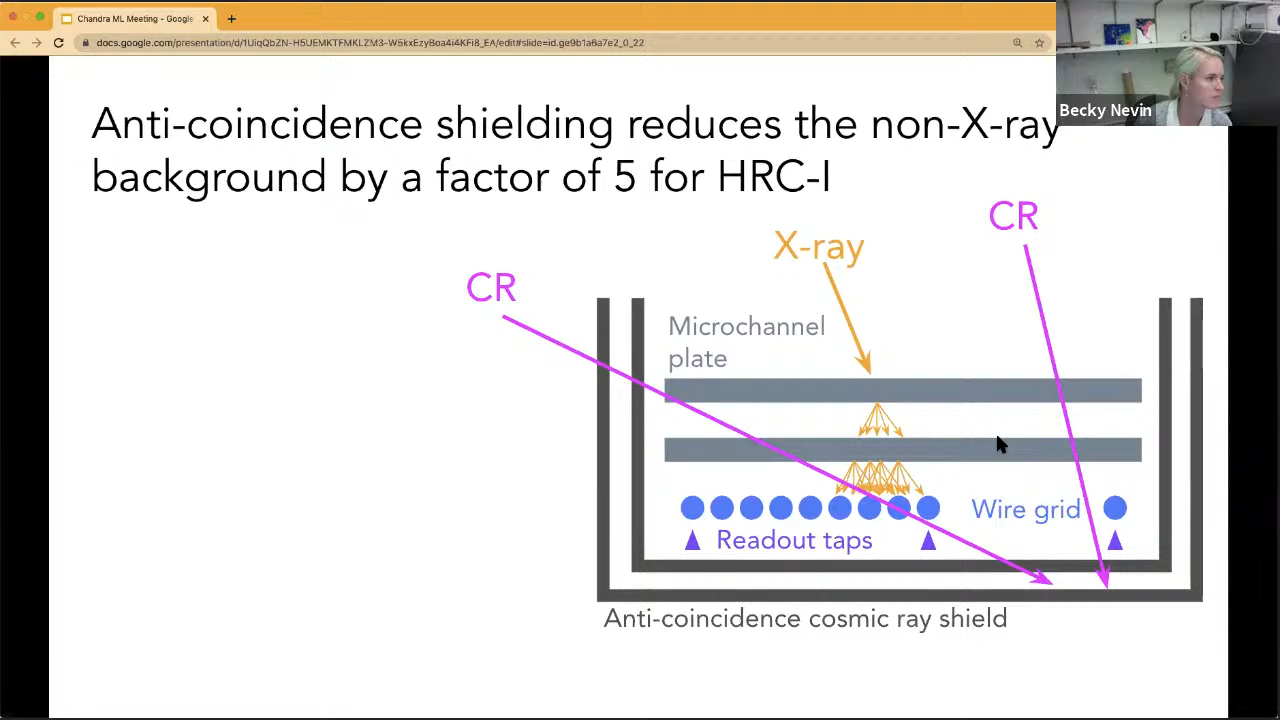 Chandra ML Meeting - Google
docs.google.com/presentation/d/1UiqQbZN-H5UEMKTFMKLZM3-W5kxEzyBoa4i4KFi8_EA/edit#slide=id.ge9b1a6a7e2_0_22
Becky Nevin
Anti-coincidence shielding reduces the non-X-ray
background by a factor of 5 for HRC-I
CR
X-ray
CR
Microchannel
plate
Wire grid
Readout taps
Anti-coincidence cosmic ray shield